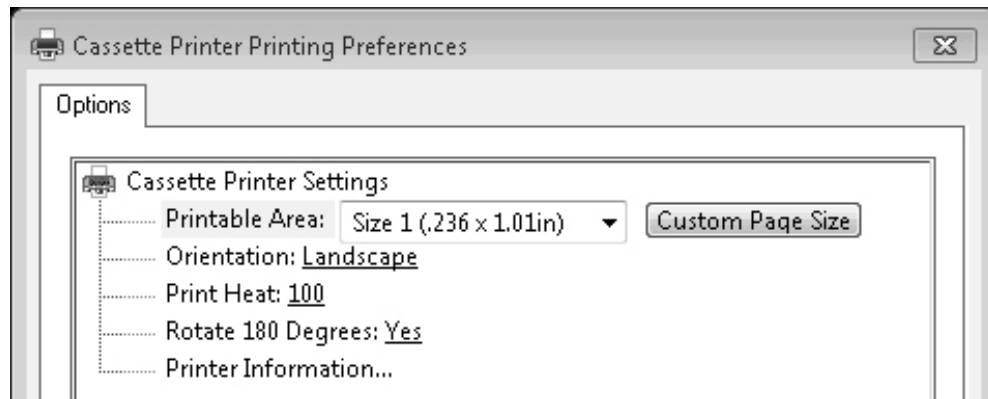 Cassette Printer Printing Preferences
Options
Cassette Printer Settings
Printable Area: Size 1 (.236 x 1.01in) Custom Page Size
Orientation: Landscape
Print Heat: 100
Rotate 180 Degrees: Yes
Printer Information...